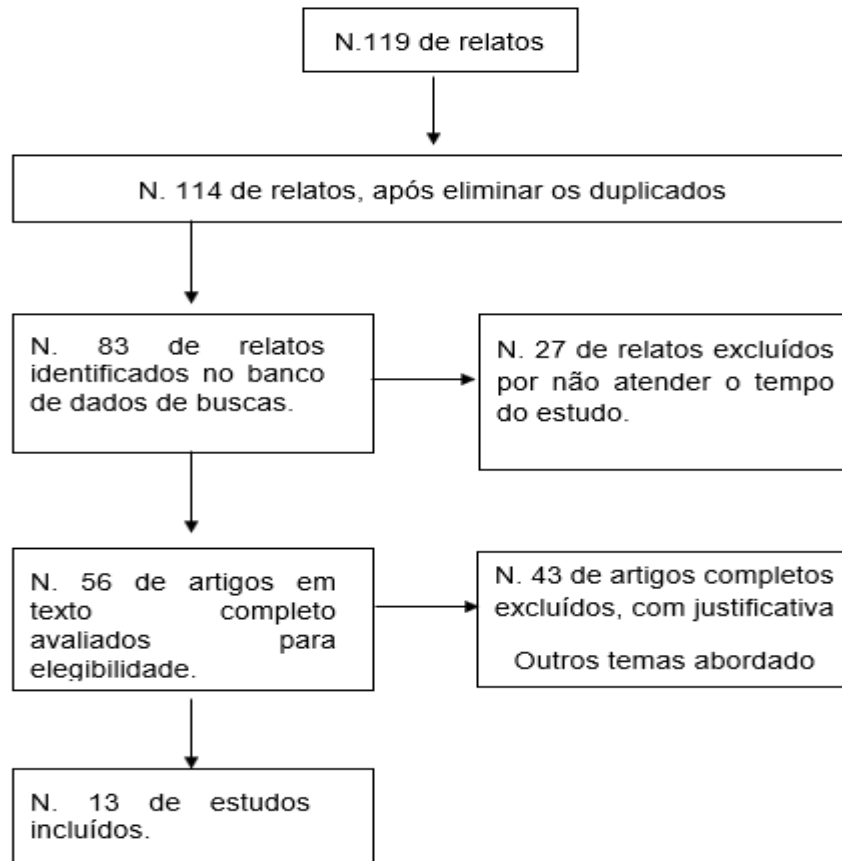 N.119 de relatos
N. 114 de relatos, após eliminar os duplicados
N. 83 de relatos
identificados no banco
de dados de buscas.
N. 27 de relatos excluídos
por não atender o tempo
do estudo.
N. 56 de artigos em
texto completo
avaliados para
elegibilidade.
N. 43 de artigos completos
excluídos, com justificativa
Outros temas abordado
N. 13 de estudos
incluídos.